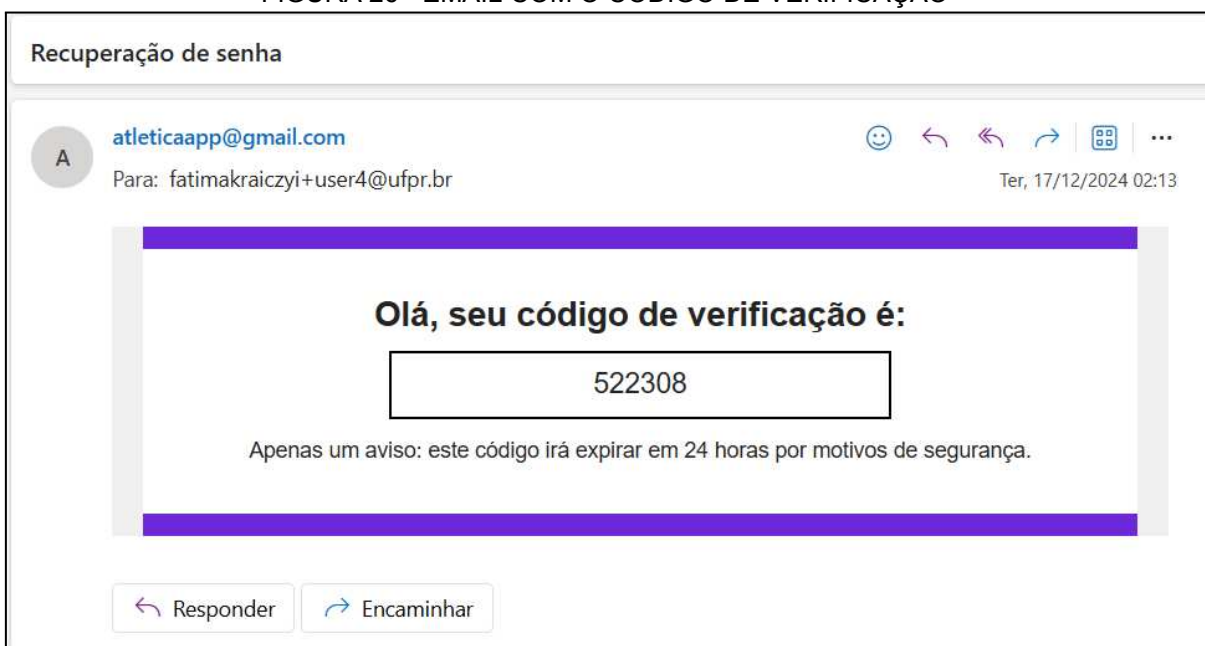 Recuperação de senha
A
atleticaapp@gmail.com
Para: fatimakraiczyi+user4@ufpr.br
Ter, 17/12/2024 02:13
Olá, seu código de verificação é:
522308
Apenas um aviso: este código irá expirar em 24 horas por motivos de segurança.
Responder
Encaminhar